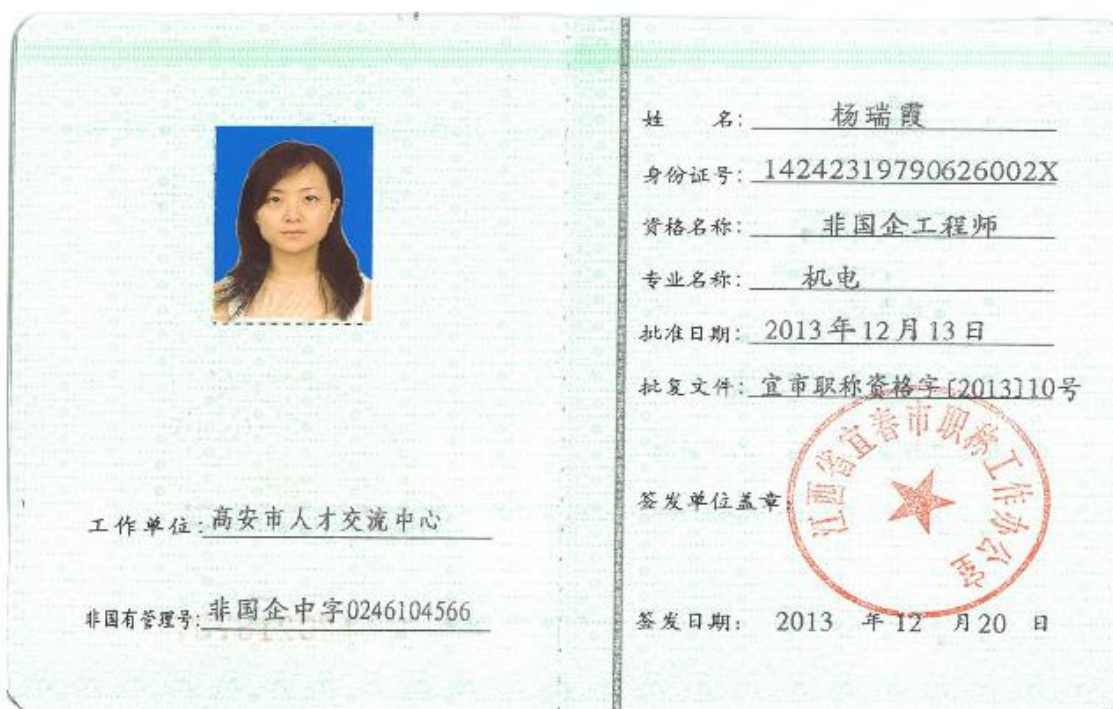 工作单位:高安市人才交流中心
非国有管理号:非国企中字0246104566
姓 名:杨瑞霞
身份证号:14242319790626002X
资格名称:非国企工程师
专业名称:机电
批准日期:2013年12月13日
批复文件:宜市职称资格字[2013]10号
签发单位盖章:
江西省宜春市职称工作办公室
签发日期: 2013 年 12 月 20 日